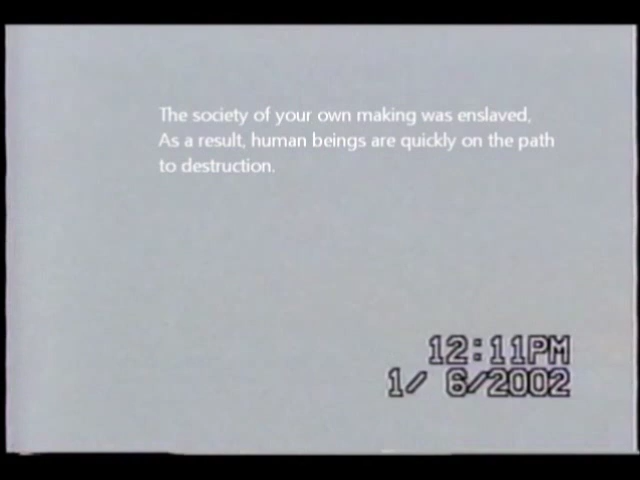 The society of your own making was enslaved,
As a result, human beings are quickly on the path
to destruction.
12:11PM
1/ 6/2002